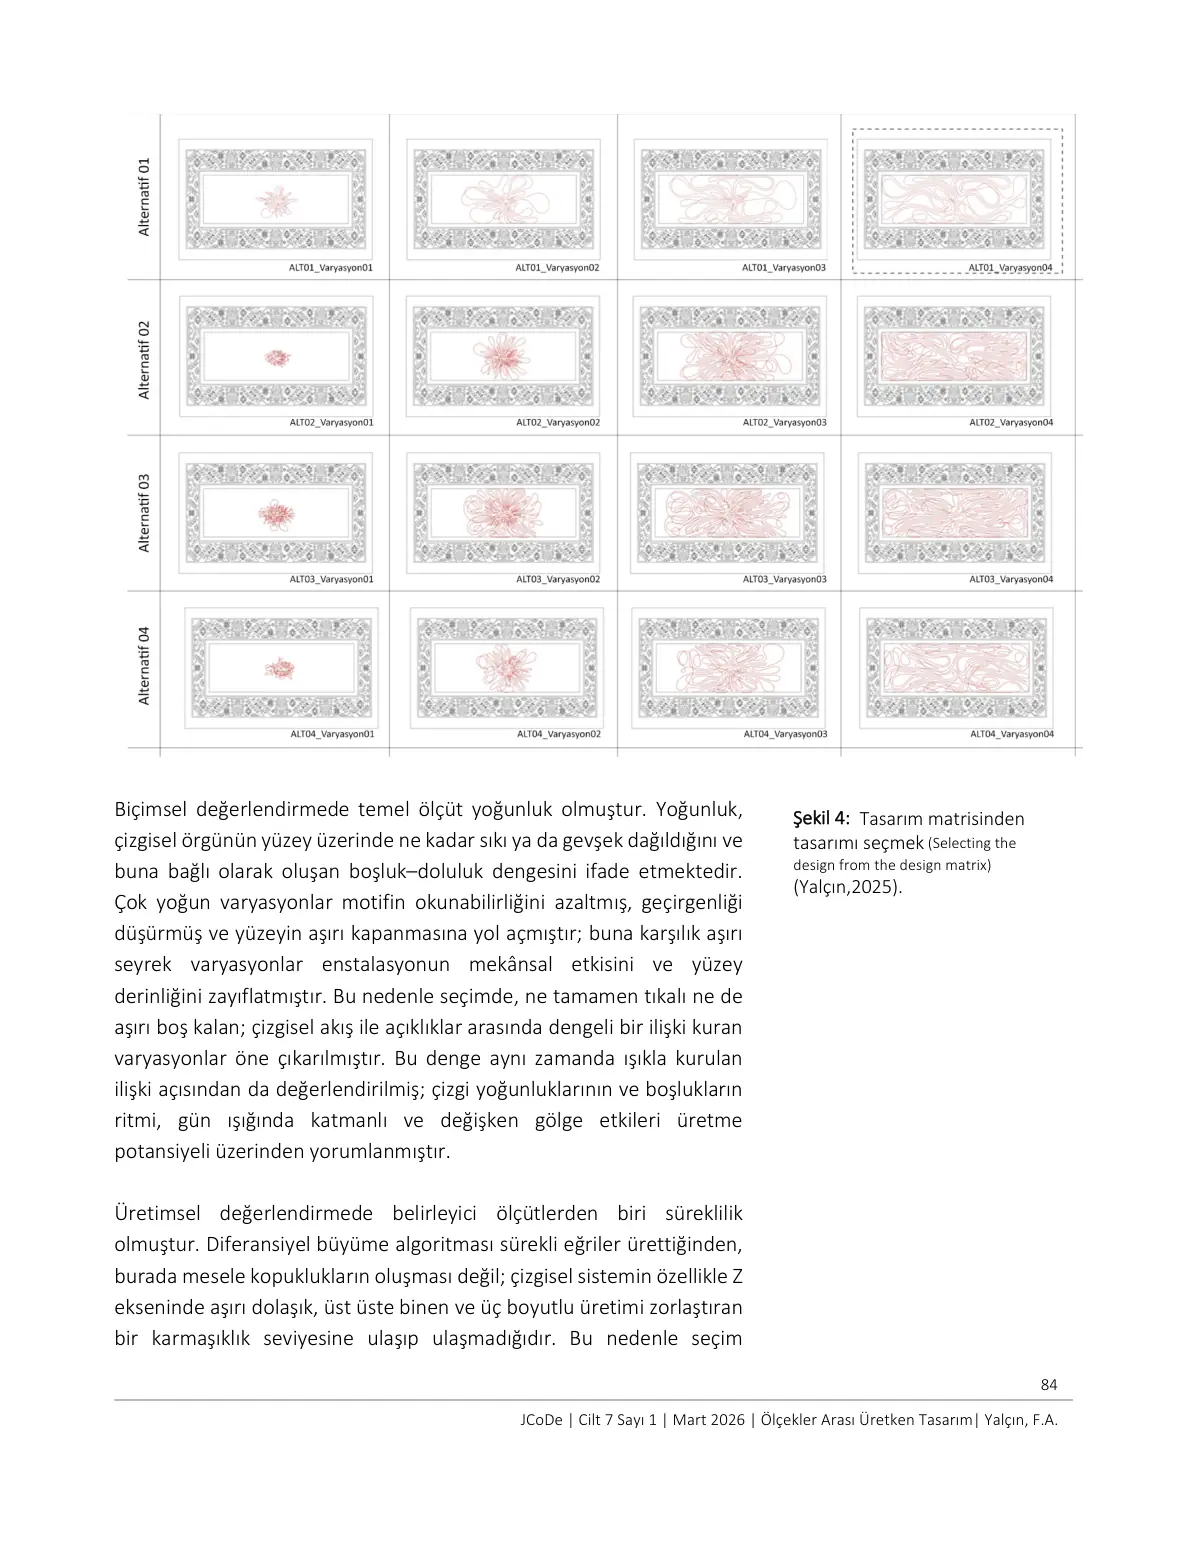 Alternatif 01
ALT01_Varyasyon01
ALT01_Varyasyon02
ALT01_Varyasyon03
ALT01_Varyasyon04
Alternatif 02
ALT02_Varyasyon01
ALT02_Varyasyon02
ALT02_Varyasyon03
ALT02_Varyasyon04
Alternatif 03
ALT03_Varyasyon01
ALT03_Varyasyon02
ALT03_Varyasyon03
ALT03_Varyasyon04
Alternatif 04
ALT04_Varyasyon01
ALT04_Varyasyon02
ALT04_Varyasyon03
ALT04_Varyasyon04
Biçimsel değerlendirmede temel ölçüt yoğunluk olmuştur. Yoğunluk,
çizgisel örgünün yüzey üzerinde ne kadar sıkı ya da gevşek dağıldığını ve
buna bağlı olarak oluşan boşluk–doluluk dengesini ifade etmektedir.
Çok yoğun varyasyonlar motifin okunabilirliğini azaltmış, geçirgenliği
düşürmüş ve yüzeyin aşırı kapanmasına yol açmıştır; buna karşılık aşırı
seyrek varyasyonlar enstalasyonun mekânsal etkisini ve yüzey
derinliğini zayıflatmıştır. Bu nedenle seçimde, ne tamamen tıkalı ne de
aşırı boş kalan; çizgisel akış ile açıklıklar arasında dengeli bir ilişki kuran
varyasyonlar öne çıkarılmıştır. Bu denge aynı zamanda ışıkla kurulan
ilişki açısından da değerlendirilmiş; çizgi yoğunluklarının ve boşlukların
ritmi, gün ışığında katmanlı ve değişken gölge etkileri üretme
potansiyeli üzerinden yorumlanmıştır.
Üretimsel değerlendirmede belirleyici ölçütlerden biri süreklilik
olmuştur. Diferansiyel büyüme algoritması sürekli eğriler ürettiğinden,
burada mesele kopuklukların oluşması değil; çizgisel sistemin özellikle Z
ekseninde aşırı dolaşık, üst üste binen ve üç boyutlu üretimi zorlaştıran
bir karmaşıklık seviyesine ulaşıp ulaşmadığıdır. Bu nedenle seçim
Şekil 4: Tasarım matrisinden
tasarımı seçmek (Selecting the
design from the design matrix)
(Yalçın,2025).
84
JCoDe | Cilt 7 Sayı 1 | Mart 2026 | Ölçekler Arası Üretken Tasarım| Yalçın, F.A.